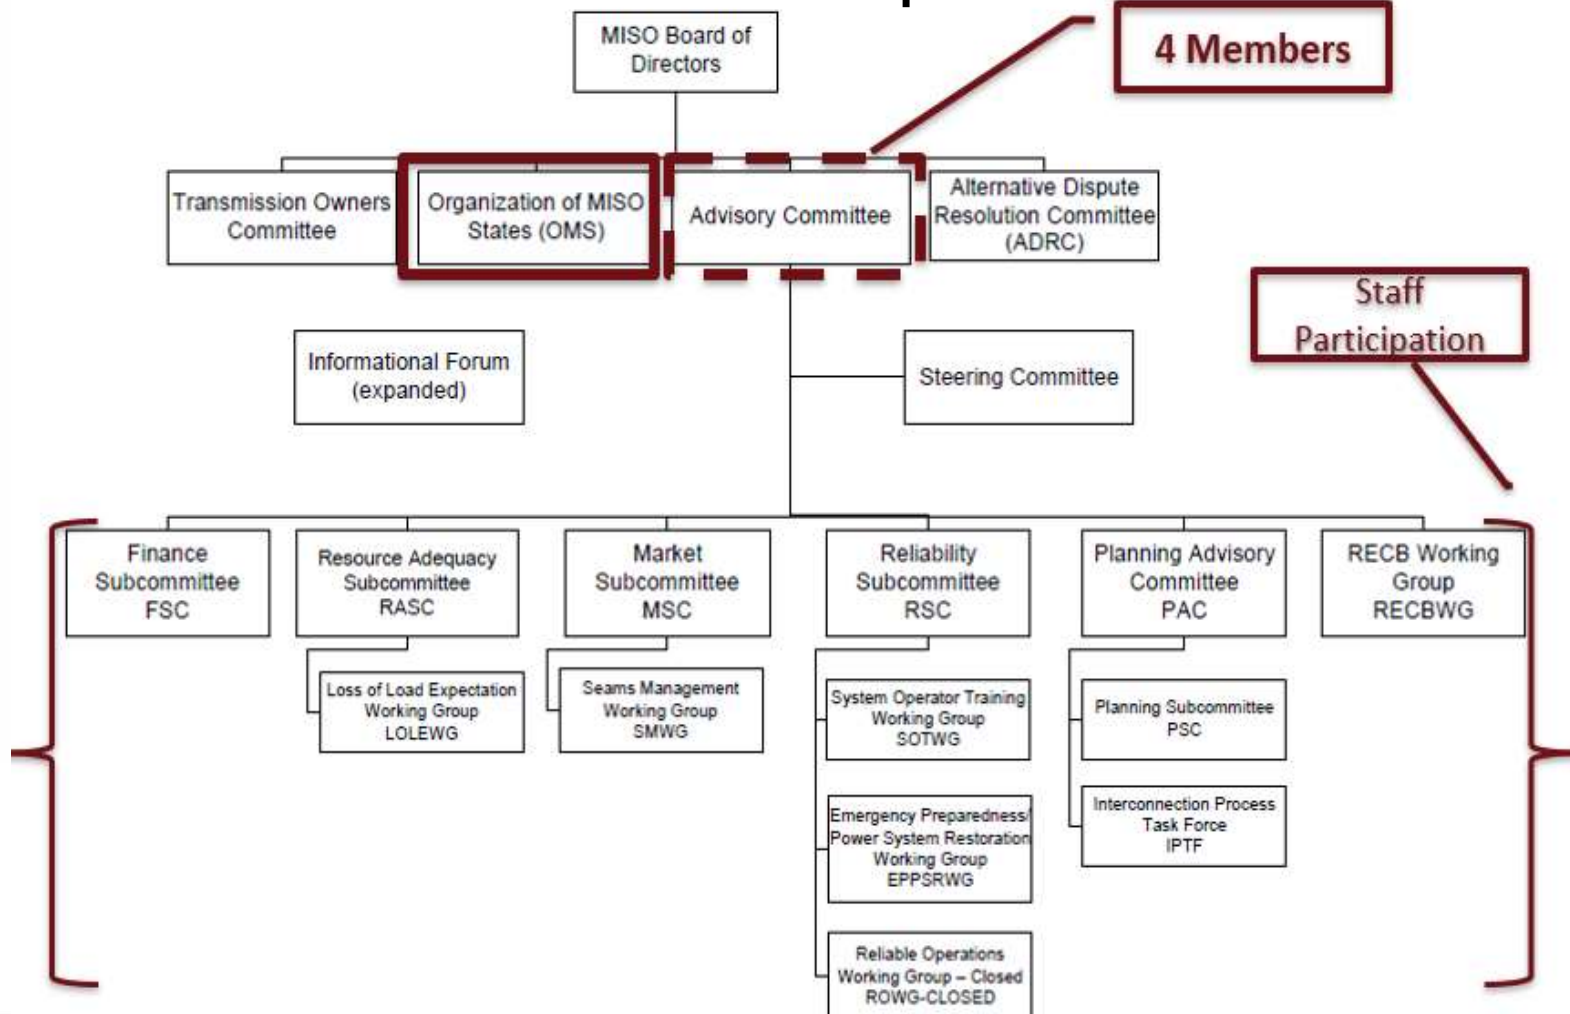 MISO Board of
Directors
4 Members
Transmission Owners
Committee
Organization of MISO
States (OMS)
Advisory Committee
Alternative Dispute
Resolution Committee
(ADRC)
Informational Forum
(expanded)
Steering Committee
Staff
Participation
Finance
Subcommittee
FSC
Resource Adequacy
Subcommittee
RASC
Market
Subcommittee
MSC
Reliability
Subcommittee
RSC
Planning Advisory
Committee
PAC
RECB Working
Group
RECBWG
Loss of Load Expectation
Working Group
LOLEWG
Seams Management
Working Group
SMWG
System Operator Training
Working Group
SOTWG
Planning Subcommittee
PSC
Emergency Preparedness/
Power System Restoration
Working Group
EPPSRWG
Interconnection Process
Task Force
IPTF
Reliable Operations
Working Group – Closed
ROWG-CLOSED